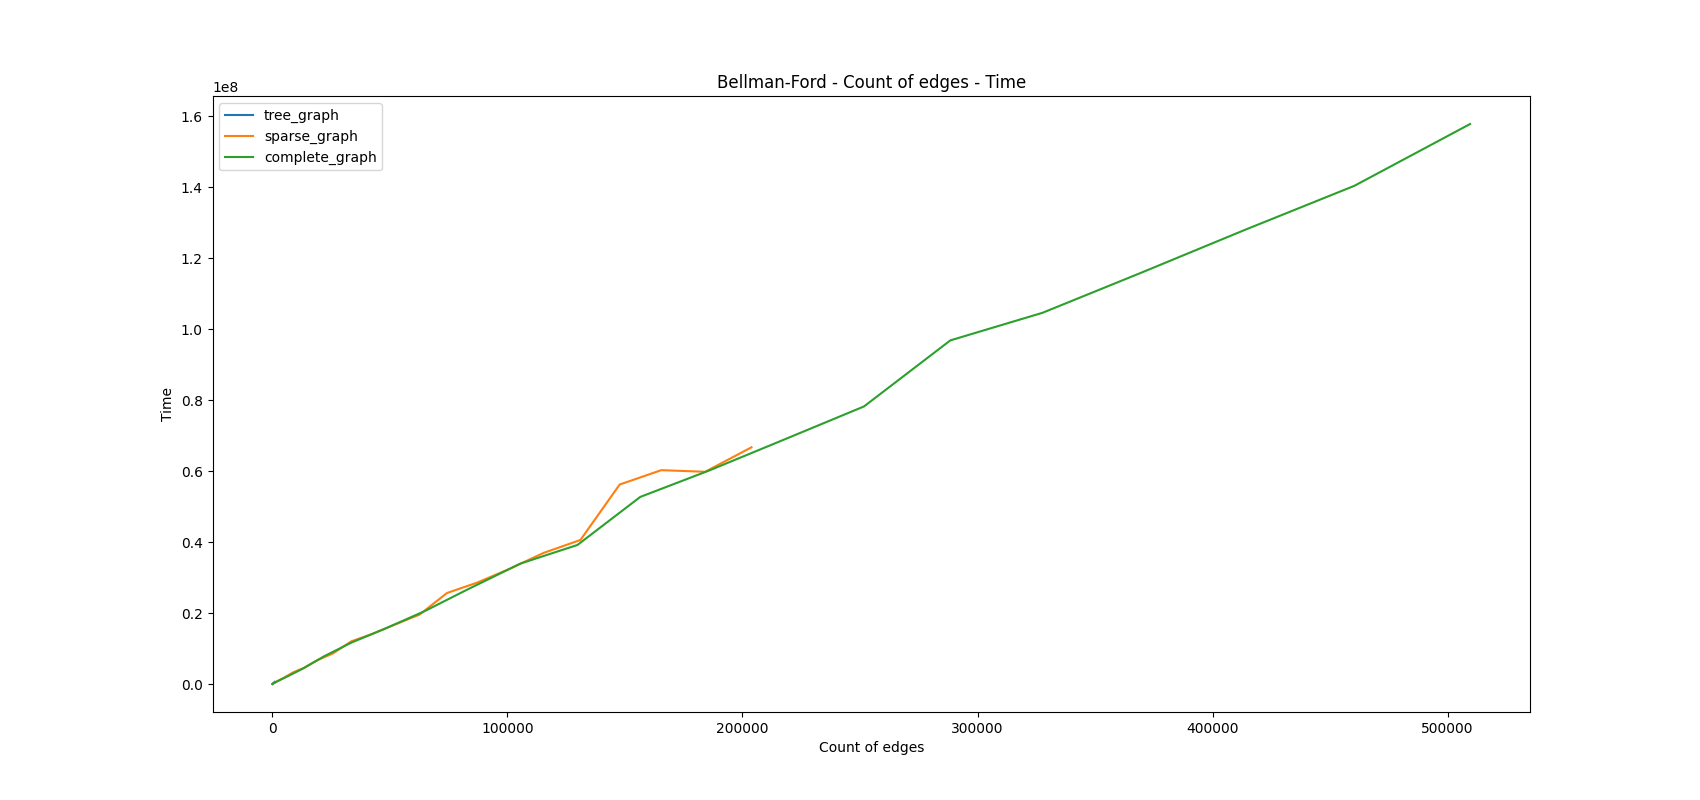 Bellman-Ford - Count of edges - Time
1e8
tree_graph
sparse_graph
complete_graph
1.6
1.4
1.2
1.0
0.8
0.6
0.4
0.2
0.0
Time
0 100000 200000 300000 400000 500000
Count of edges